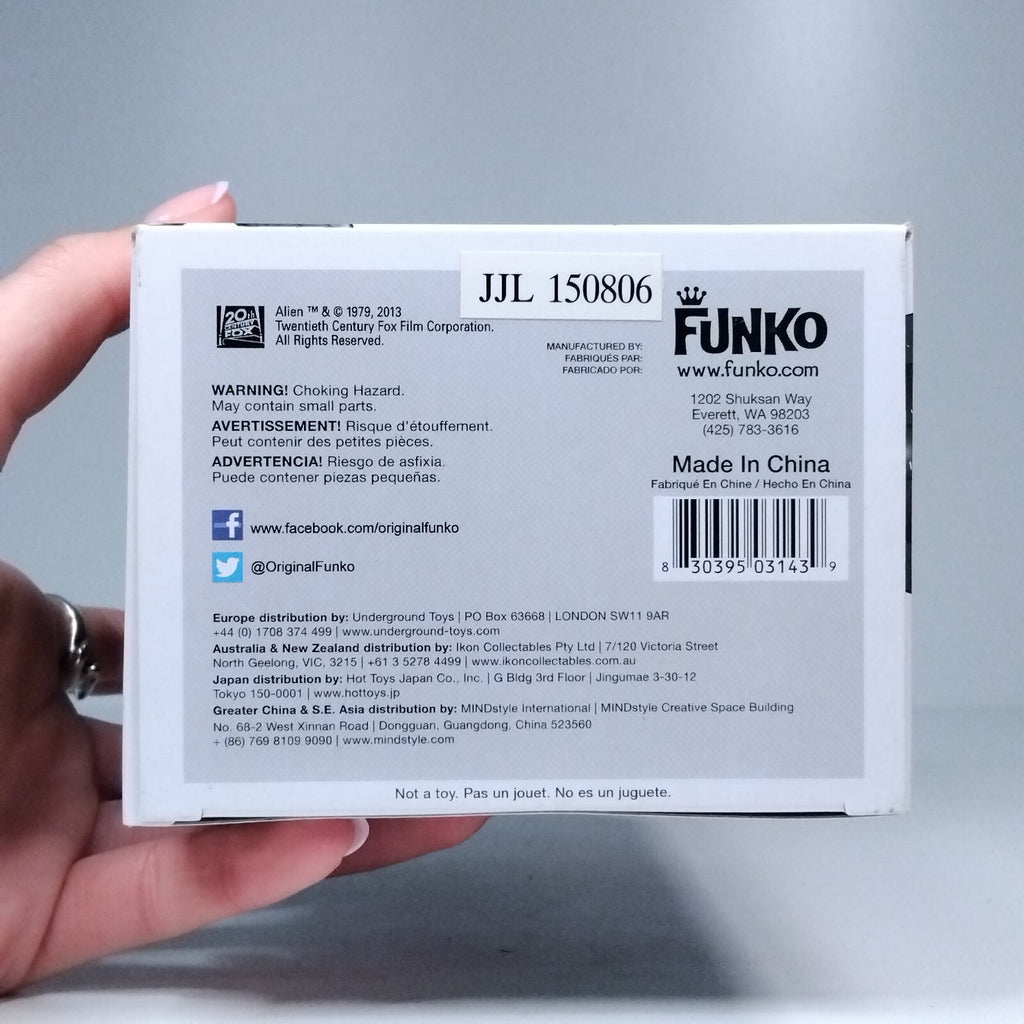 JJL 150806
20th
CENTURY
FOX
Alien ™ & © 1979, 2013
Twentieth Century Fox Film Corporation.
All Rights Reserved.
WARNING! Choking Hazard.
May contain small parts.
AVERTISSEMENT! Risque d'étouffement.
Peut contenir des petites pièces.
ADVERTENCIA! Riesgo de asfixia.
Puede contener piezas pequeñas.
f www.facebook.com/originalfunko
@OriginalFunko
MANUFACTURED BY:
FABRIQUÉS PAR:
FABRICADO POR:
FUNKO
www.funko.com
1202 Shuksan Way
Everett, WA 98203
(425) 783-3616
Made In China
Fabriqué En Chine / Hecho En China
8 30395 03143 9
Europe distribution by: Underground Toys | PO Box 63668 | LONDON SW11 9AR
+44 (0) 1708 374 499 | www.underground-toys.com
Australia & New Zealand distribution by: Ikon Collectables Pty Ltd | 7/120 Victoria Street
North Geelong, VIC, 3215 | +61 3 5278 4499 | www.ikoncollectables.com.au
Japan distribution by: Hot Toys Japan Co., Inc. | G Bldg 3rd Floor | Jingumae 3-30-12
Tokyo 150-0001 | www.hottoys.jp
Greater China & S.E. Asia distribution by: MINDstyle International | MINDstyle Creative Space Building
No. 68-2 West Xinnan Road | Dongguan, Guangdong, China 523560
+ (86) 769 8109 9090 | www.mindstyle.com
Not a toy. Pas un jouet. No es un juguete.